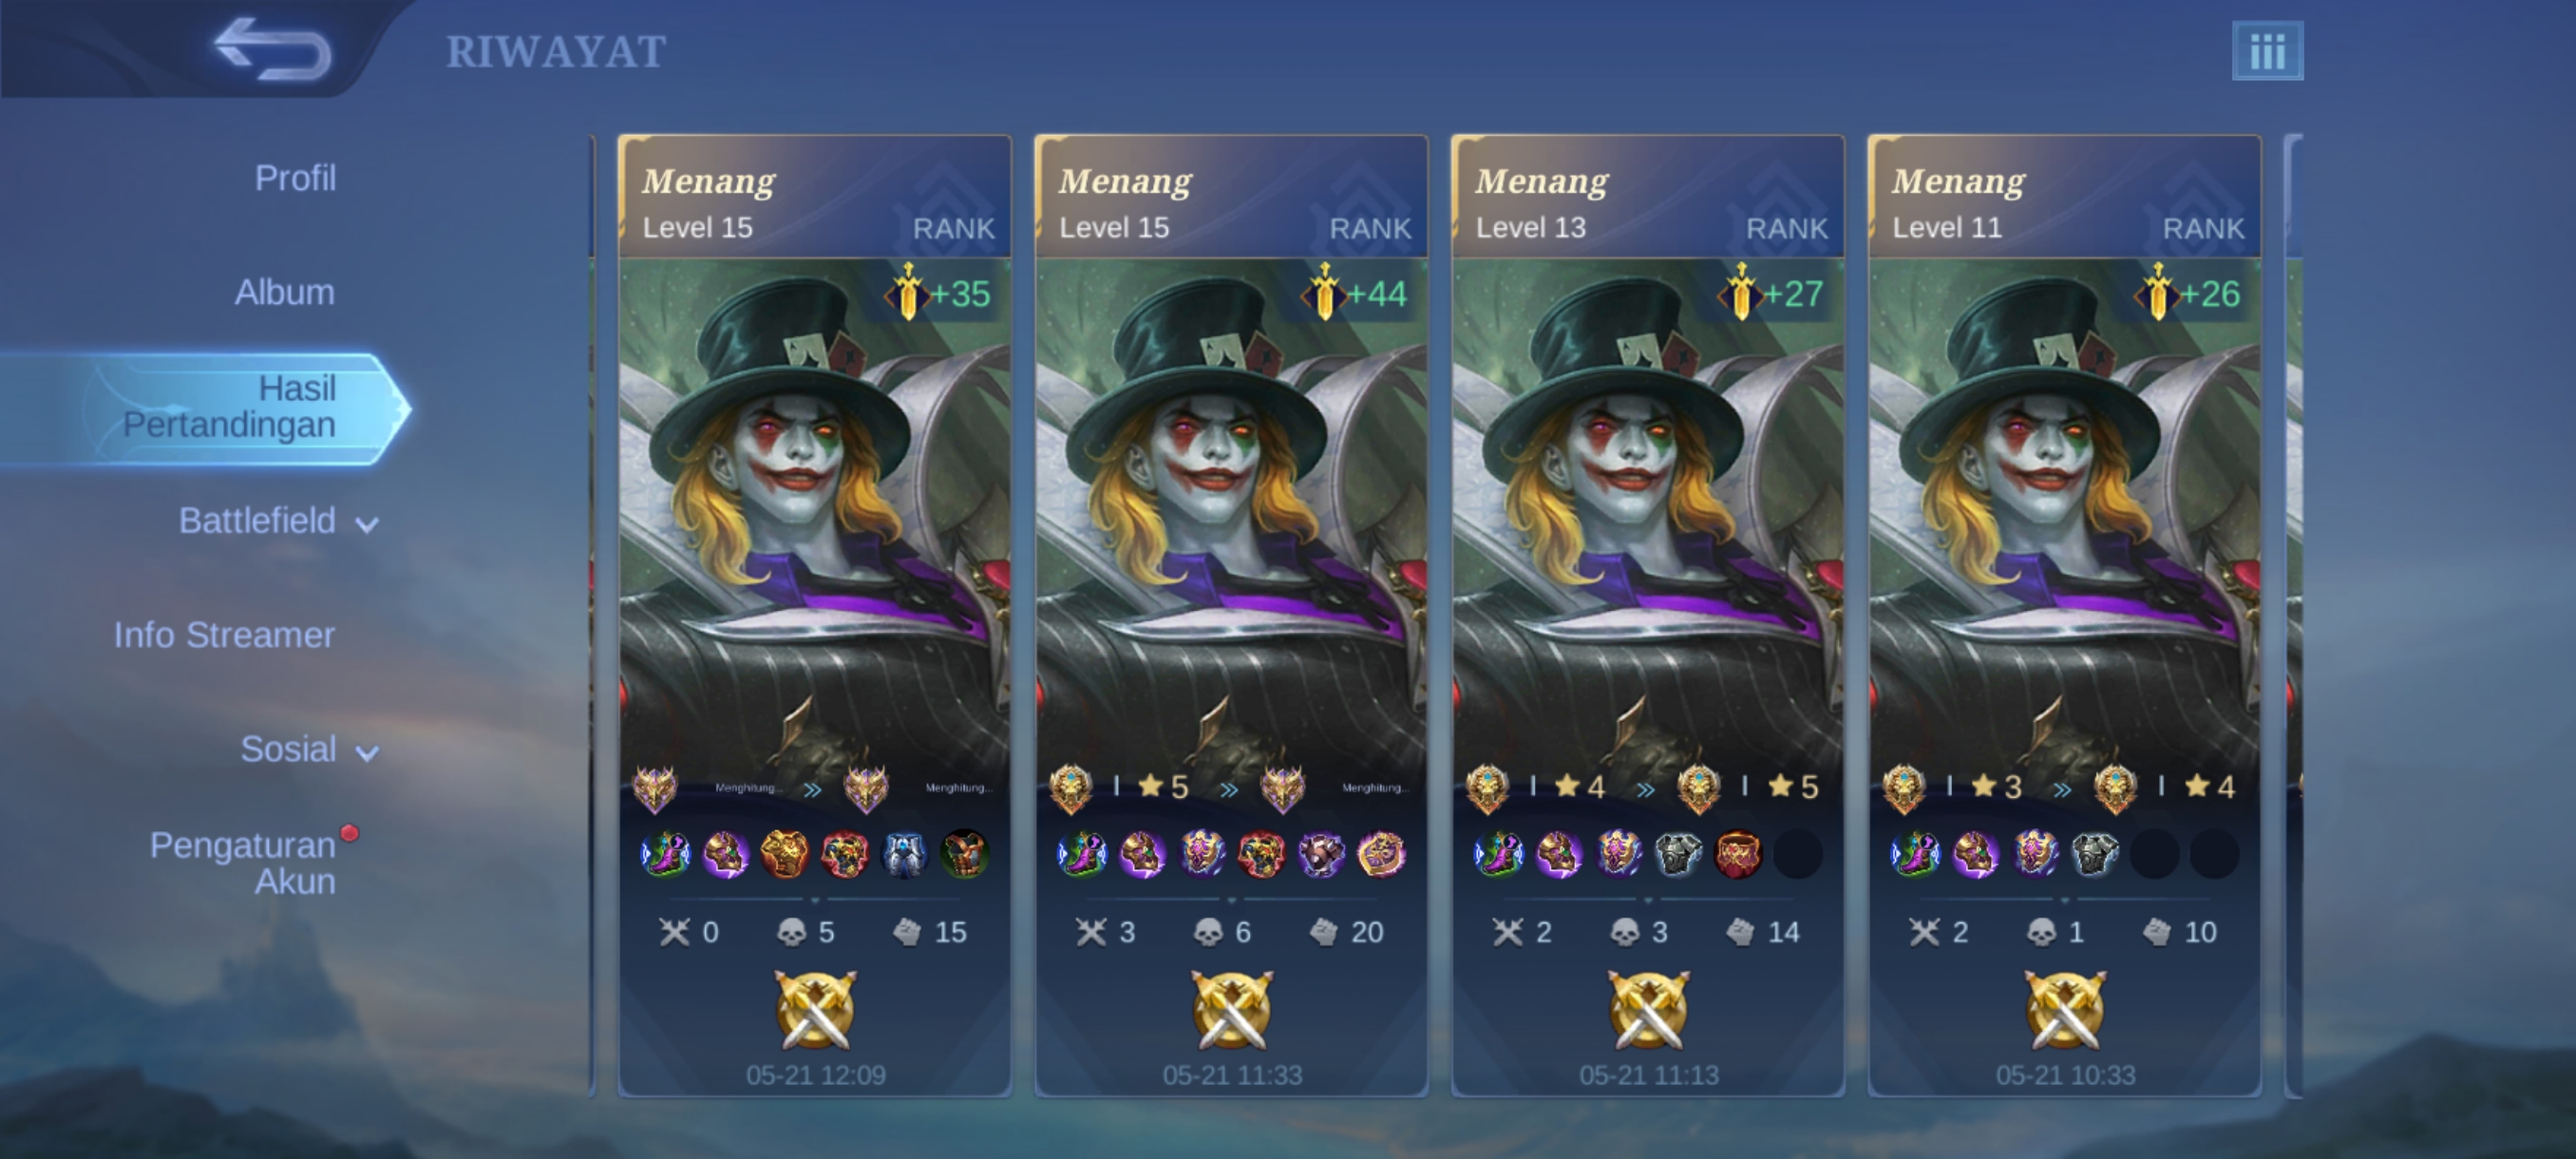 RIWAYAT
Profil
Album
Hasil
Pertandingan
Battlefield
Info Streamer
Sosial
Pengaturan
Akun
Menang
Level 15
RANK
+35
Menghitung...
Menghitung...
0
5
15
05-21 12:09
Menang
Level 15
RANK
+44
I
5
Menghitung...
3
6
20
05-21 11:33
Menang
Level 13
RANK
+27
I
4
I
5
2
3
14
05-21 11:13
Menang
Level 11
RANK
+26
I
3
I
4
2
1
10
05-21 10:33